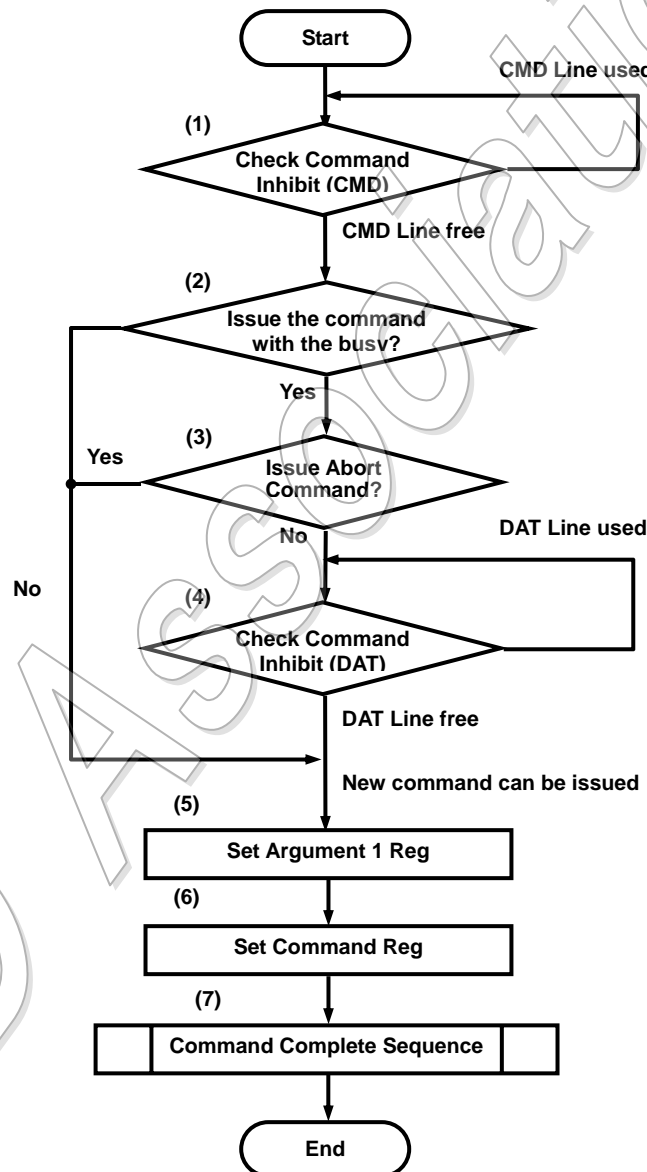 Start
CMD Line used
(1)
Check Command
Inhibit (CMD)
CMD Line free
(2)
Issue the command
with the busy?
Yes
(3)
Yes
Issue Abort
Command?
No
DAT Line used
No
(4)
Check Command
Inhibit (DAT)
DAT Line free
New command can be issued
(5)
Set Argument 1 Reg
(6)
Set Command Reg
(7)
Command Complete Sequence
End